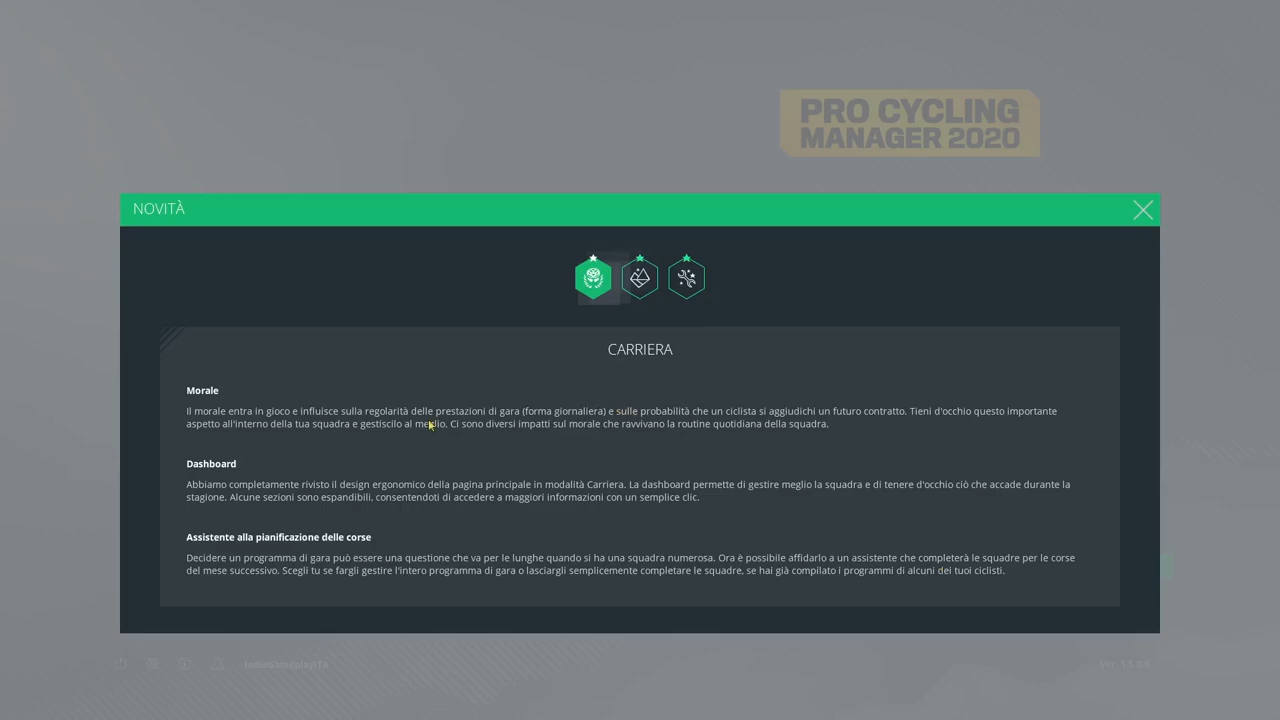 PRO CYCLING
MANAGER 2020
NOVITÀ
CARRIERA
Morale
Il morale entra in gioco e influisce sulla regolarità delle prestazioni di gara (forma giornaliera) e sulle probabilità che un ciclista si aggiudichi un futuro contratto. Tieni d'occhio questo importante
aspetto all'interno della tua squadra e gestiscilo al meglio. Ci sono diversi impatti sul morale che ravvivano la routine quotidiana della squadra.
Dashboard
Abbiamo completamente rivisto il design ergonomico della pagina principale in modalità Carriera. La dashboard permette di gestire meglio la squadra e di tenere d'occhio ciò che accade durante la
stagione. Alcune sezioni sono espandibili, consentendoti di accedere a maggiori informazioni con un semplice clic.
Assistente alla pianificazione delle corse
Decidere un programma di gara può essere una questione che va per le lunghe quando si ha una squadra numerosa. Ora è possibile affidarlo a un assistente che completerà le squadre per le corse
del mese successivo. Scegli tu se fargli gestire l'intero programma di gara o lasciargli semplicemente completare le squadre, se hai già compilato i programmi di alcuni dei tuoi ciclisti.